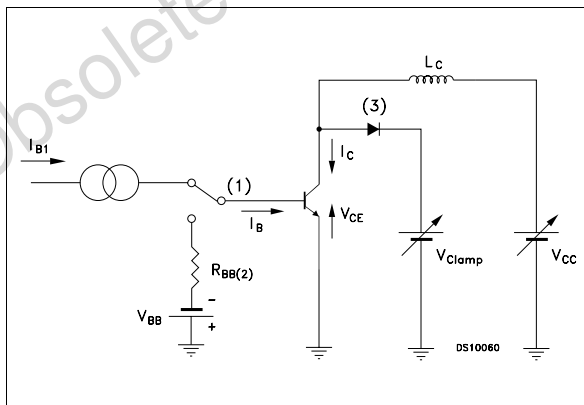 Obsolete
L_C
(3)
I_B1
(1)
I_C
I_B
V_CE
R_BB(2)
V_Clamp
V_CC
-
V_BB
+
DS10060